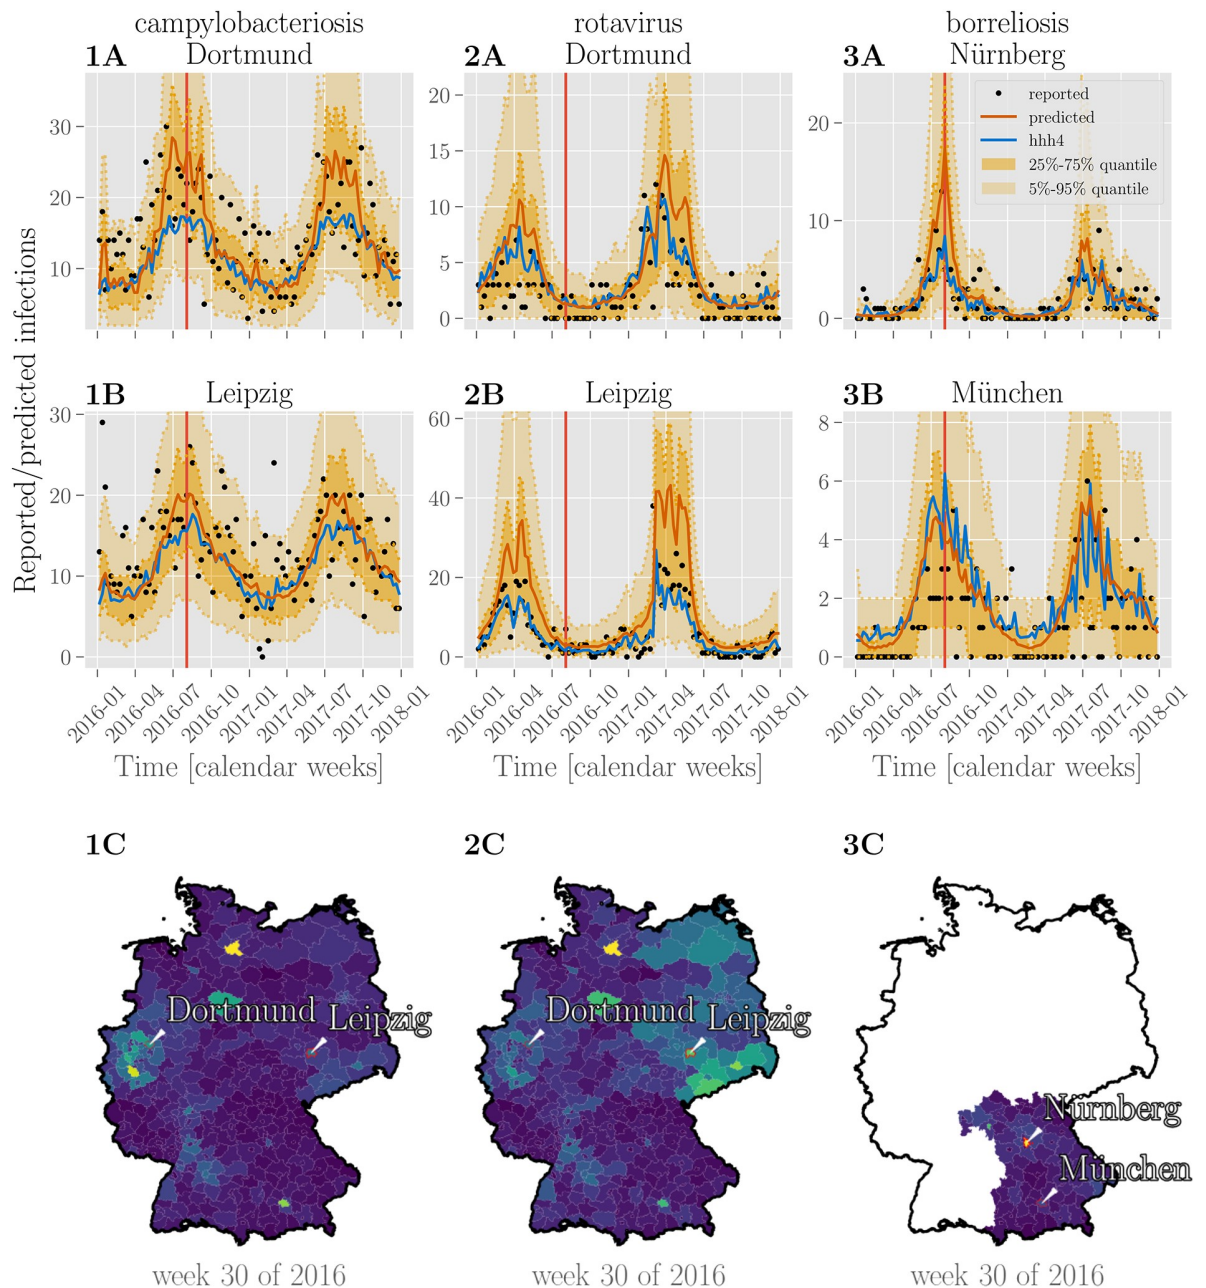 campylobacteriosis
rotavirus
borreliosis
1A Dortmund
2A Dortmund
3A Nürnberg
30
20
10
20
15
10
5
0
20
10
0
reported
predicted
hhh4
25%-75% quantile
5%-95% quantile
Reported/predicted infections
1B Leipzig
2B Leipzig
3B München
30
20
10
0
60
40
20
0
8
6
4
2
0
2016-01 2016-04 2016-07 2016-10 2017-01 2017-04 2017-07 2017-10 2018-01
2016-01 2016-04 2016-07 2016-10 2017-01 2017-04 2017-07 2017-10 2018-01
2016-01 2016-04 2016-07 2016-10 2017-01 2017-04 2017-07 2017-10 2018-01
Time [calendar weeks]
Time [calendar weeks]
Time [calendar weeks]
1C
2C
3C
Dortmund Leipzig
Dortmund Leipzig
Nürnberg
München
week 30 of 2016
week 30 of 2016
week 30 of 2016